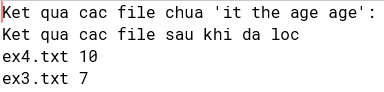 Ket qua cac file chua 'it the age age':
Ket qua cac file sau khi da loc
ex4.txt 10
ex3.txt 7